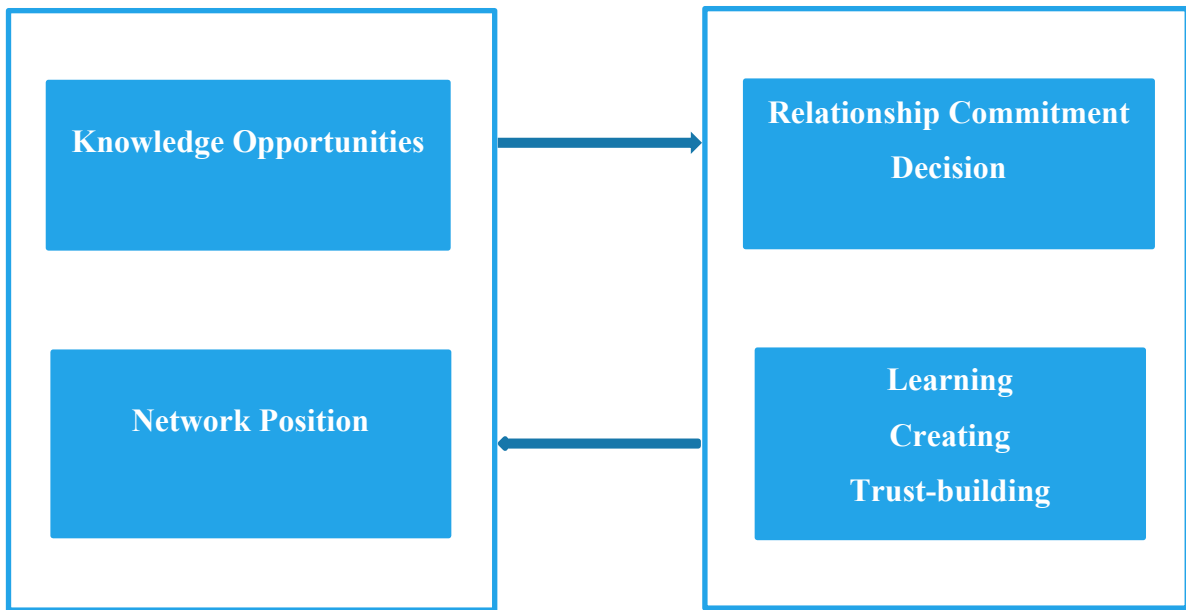 Knowledge Opportunities
Relationship Commitment
Decision
Network Position
Learning
Creating
Trust-building